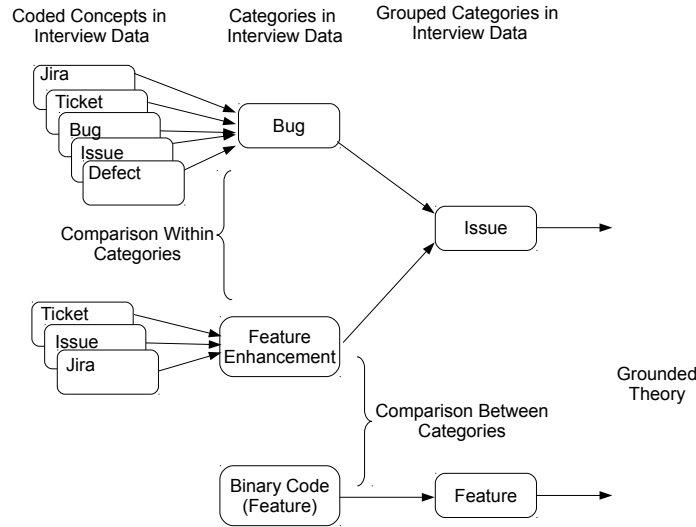 Coded Concepts in
Interview Data
Categories in
Interview Data
Grouped Categories in
Interview Data
Jira
Ticket
Bug
Issue
Defect
Bug
Issue
Comparison Within
Categories
Ticket
Issue
Jira
Feature
Enhancement
Grounded
Theory
Comparison Between
Categories
Binary Code
(Feature)
Feature